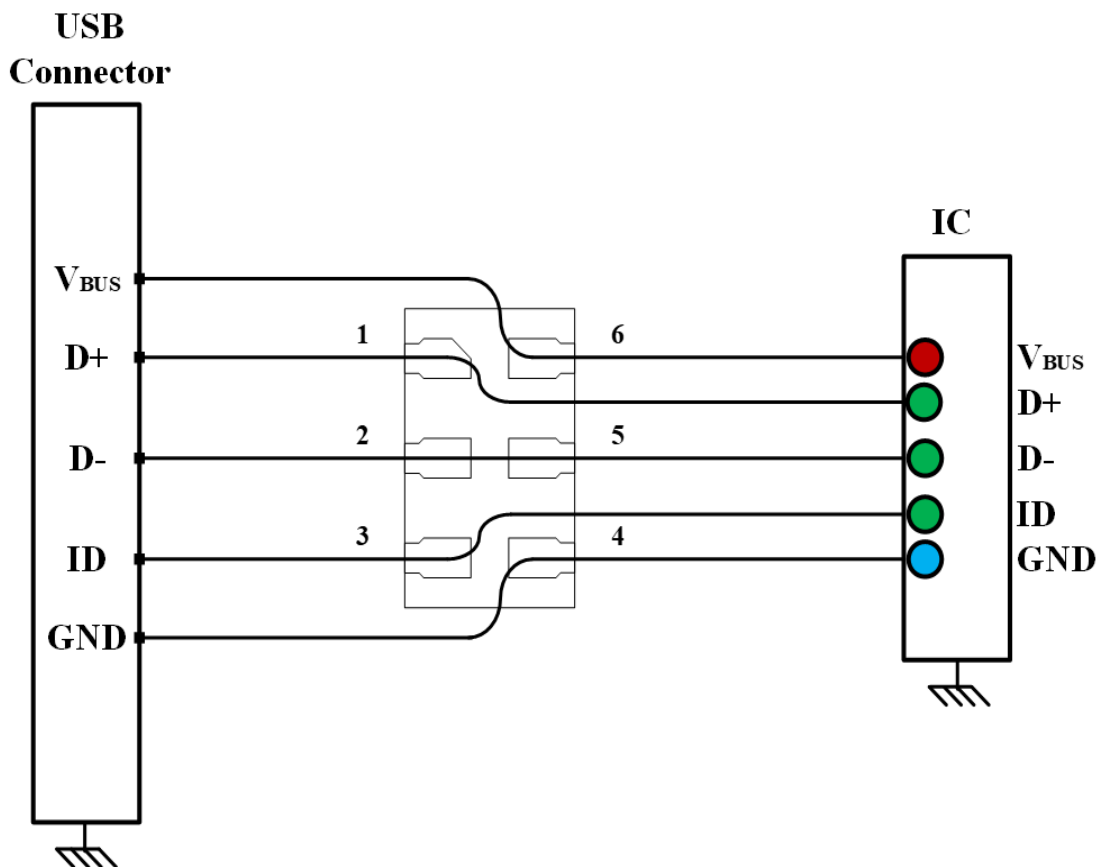 USB
Connector
IC
VBUS
1
6
D+
VBUS
D+
2
5
D-
D-
3
4
ID
ID
GND
GND